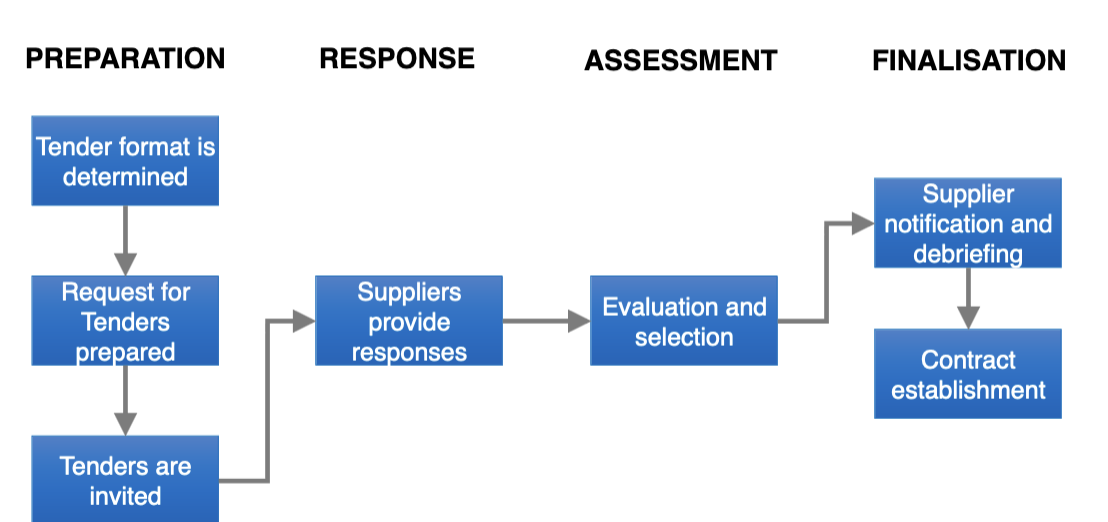 PREPARATION
RESPONSE
ASSESSMENT
FINALISATION
Tender format is
determined
Request for
Tenders
prepared
Tenders are
invited
Suppliers
provide
responses
Evaluation and
selection
Supplier
notification and
debriefing
Contract
establishment